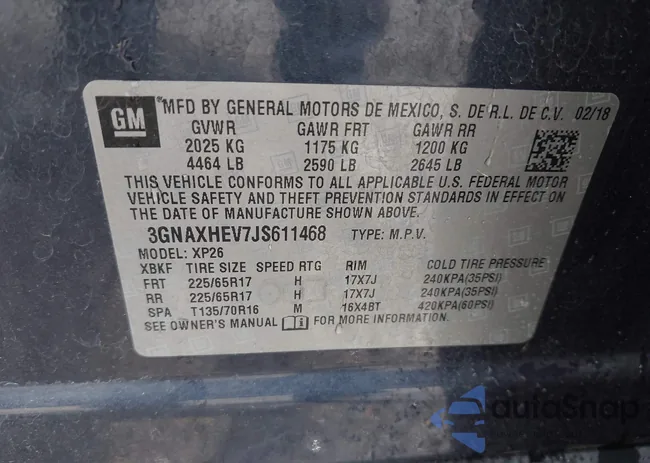 GM MFD BY GENERAL MOTORS DE MEXICO, S. DE R.L. DE C.V. 02/18
GVWR GAWR FRT GAWR RR
2025 KG 1175 KG 1200 KG
4464 LB 2590 LB 2645 LB
THIS VEHICLE CONFORMS TO ALL APPLICABLE U.S. FEDERAL MOTOR
VEHICLE SAFETY AND THEFT PREVENTION STANDARDS IN EFFECT ON
THE DATE OF MANUFACTURE SHOWN ABOVE.
3GNAXHEV7JS611468 TYPE: M.P.V.
MODEL: XP26
XBKF TIRE SIZE SPEED RTG RIM COLD TIRE PRESSURE
FRT 225/65R17 H 17X7J 240KPA(35PSI)
RR 225/65R17 H 17X7J 240KPA(35PSI)
SPA T135/70R16 M 16X4BT 420KPA(60PSI)
SEE OWNER'S MANUAL FOR MORE INFORMATION.
autoSnap